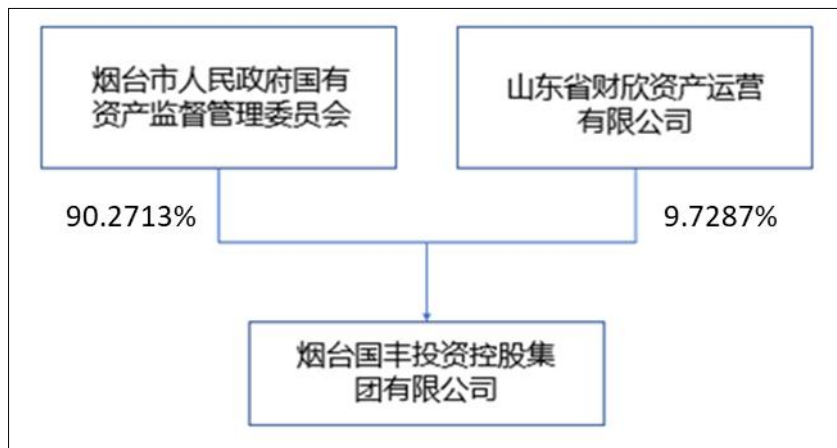 烟台市人民政府国有
资产监督管理委员会
山东省财欣资产运营
有限公司
90.2713%
9.7287%
烟台国丰投资控股集
团有限公司